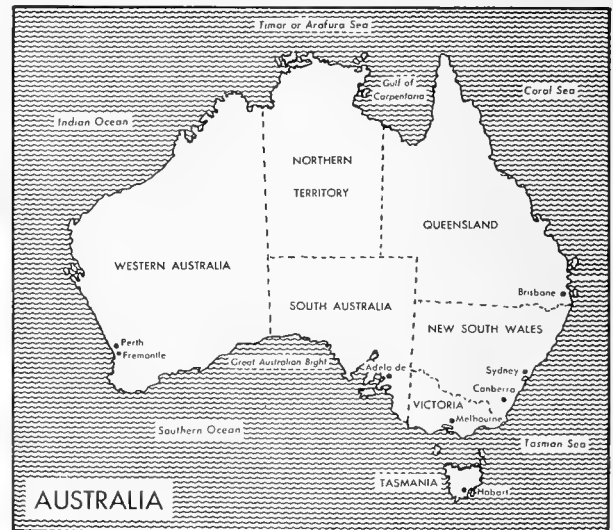 Timor or Arafura Sea
Gulf of
Carpentaria
Coral Sea
Indian Ocean
NORTHERN
TERRITORY
QUEENSLAND
WESTERN AUSTRALIA
Brisbane
SOUTH AUSTRALIA
NEW SOUTH WALES
Perth
Fremantle
Great Australian Bight
Adela de
Sydney
Canberra
VICTORIA
Melbourne
Southern Ocean
Tasman Sea
TASMANIA
Hobart
AUSTRALIA